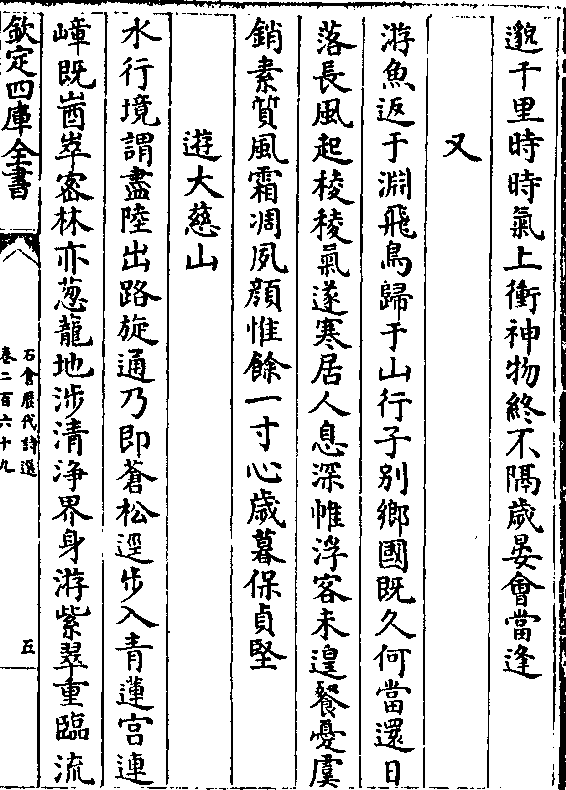 邈千里時時氣上衝神物終不隔歳晏會當逢
又
游魚返于淵飛鳥歸于山行子别鄉國既久何當還日
落長風起稜稜氣遂寒居人息深帷浮客未遑餐憂虞
銷素質風霜凋夙顔惟餘一寸心歳暮保貞堅
遊大慈山
水行境謂盡陸出路旋通乃即蒼松逕步入青蓮宫連
嶂既崷崒宻林亦葱蘢地涉清浄界身游紫翠重臨流
欽定四庫全書
石倉歴代詩選
卷二百六十九
五